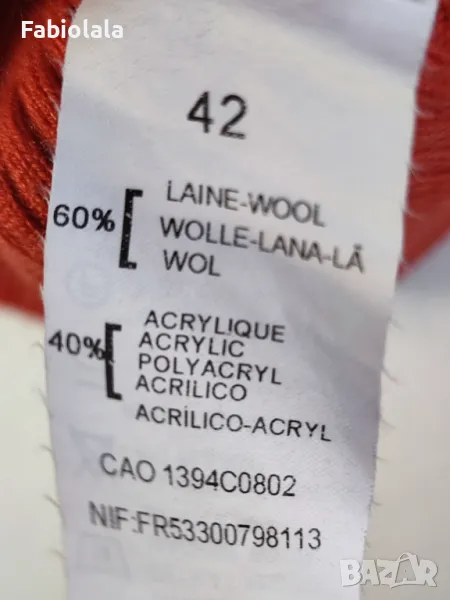 Fabiolala
42
60%
LAINE-WOOL
WOLLE-LANA-LÃ
WOL
40%
ACRYLIQUE
ACRYLIC
POLYACRYL
ACRILICO
ACRÍLICO-ACRYL
CAO 1394C0802
NIF:FR53300798113
BAZAR